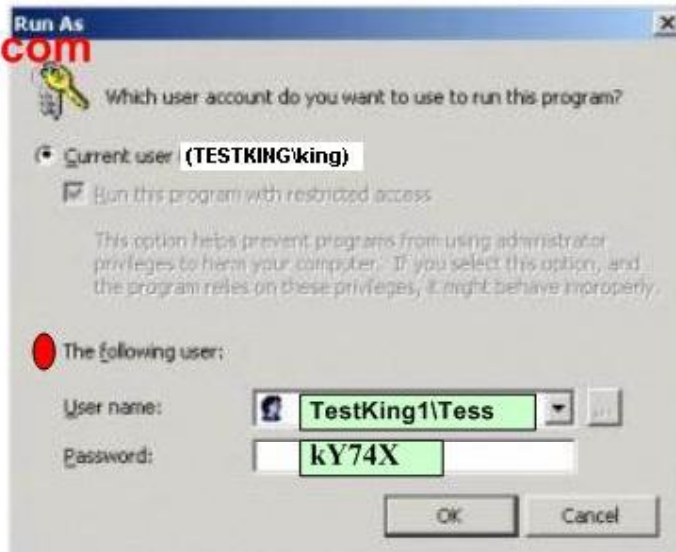 Run As
com
Which user account do you want to use to run this program?
Current user (TESTKING\king)
Run this program with restricted access
This option helps prevent programs from using administrator
privileges to harm your computer. If you select this option, and
the program relies on these privileges, it might behave improperly.
The following user:
User name: TestKing1\Tess ...
Password: kY74X
OK Cancel